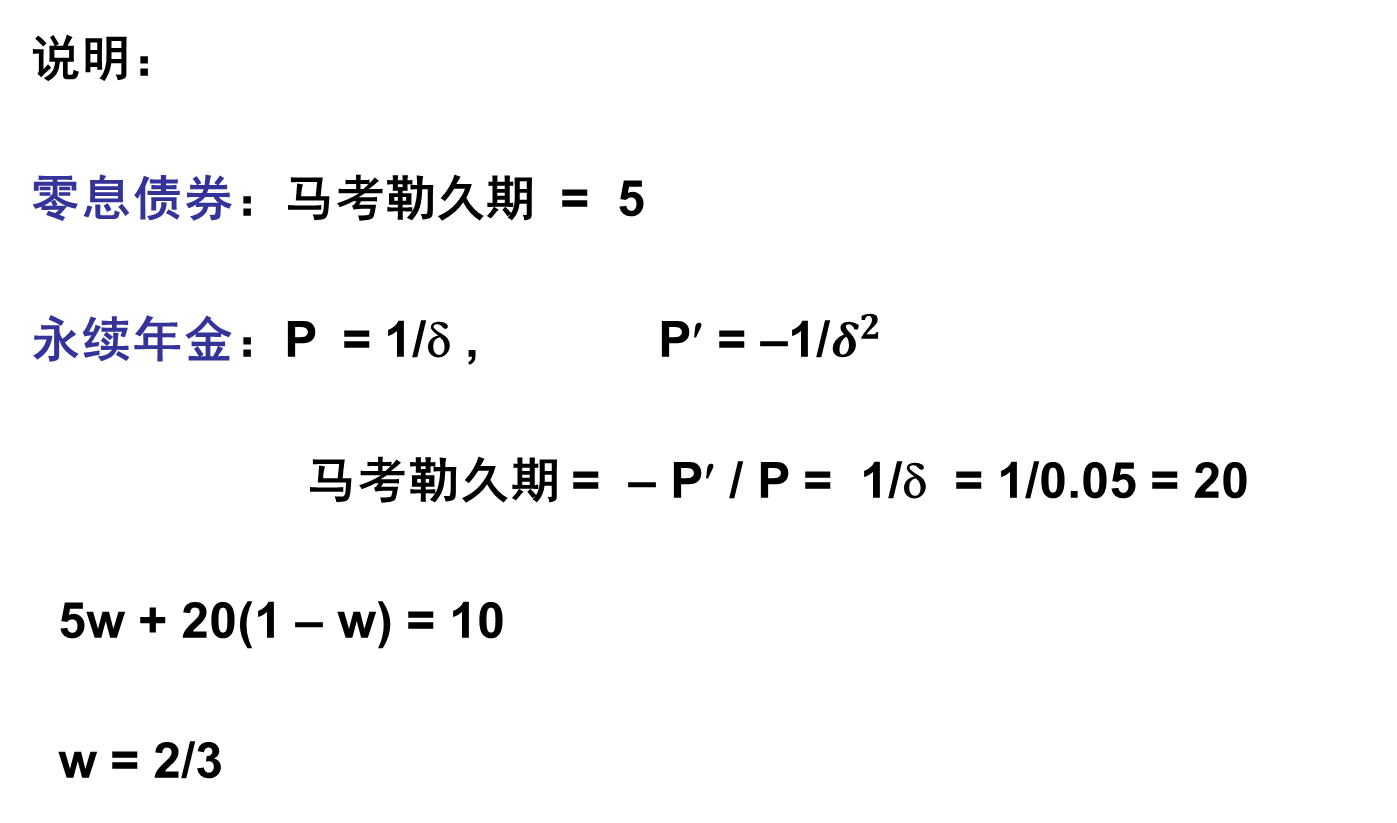 说明：
零息债券：马考勒久期 = 5
永续年金：P = 1/δ , P′ = –1/δ²
马考勒久期 = – P′ / P = 1/δ = 1/0.05 = 20
5w + 20(1 – w) = 10
w = 2/3